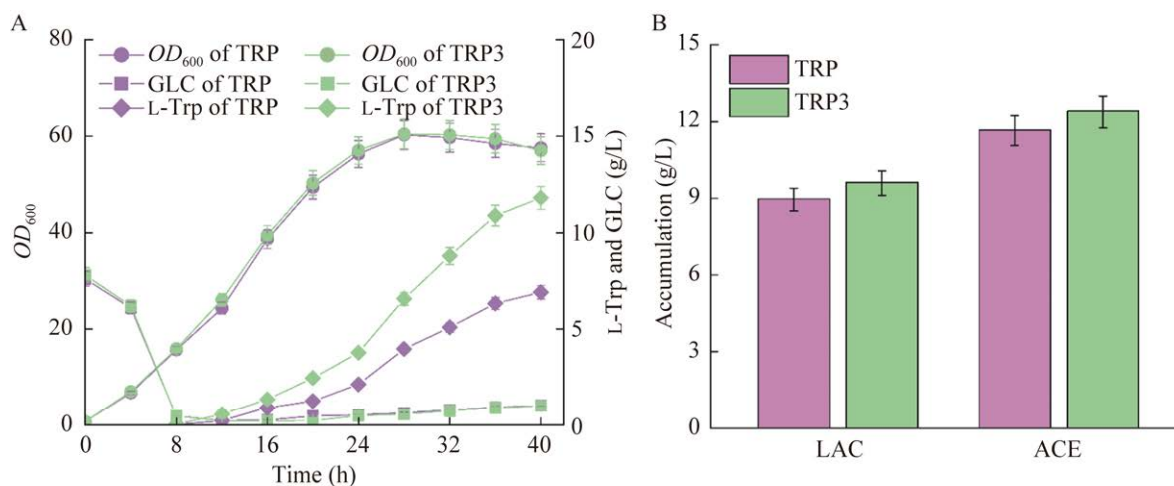 A
80
60
40
20
0
OD600 of TRP
GLC of TRP
L-Trp of TRP
OD600 of TRP3
GLC of TRP3
L-Trp of TRP3
20
15
10
5
0
OD600
L-Trp and GLC (g/L)
0 8 16 24 32 40
Time (h)
B
15
12
9
6
3
0
TRP
TRP3
Accumulation (g/L)
LAC ACE